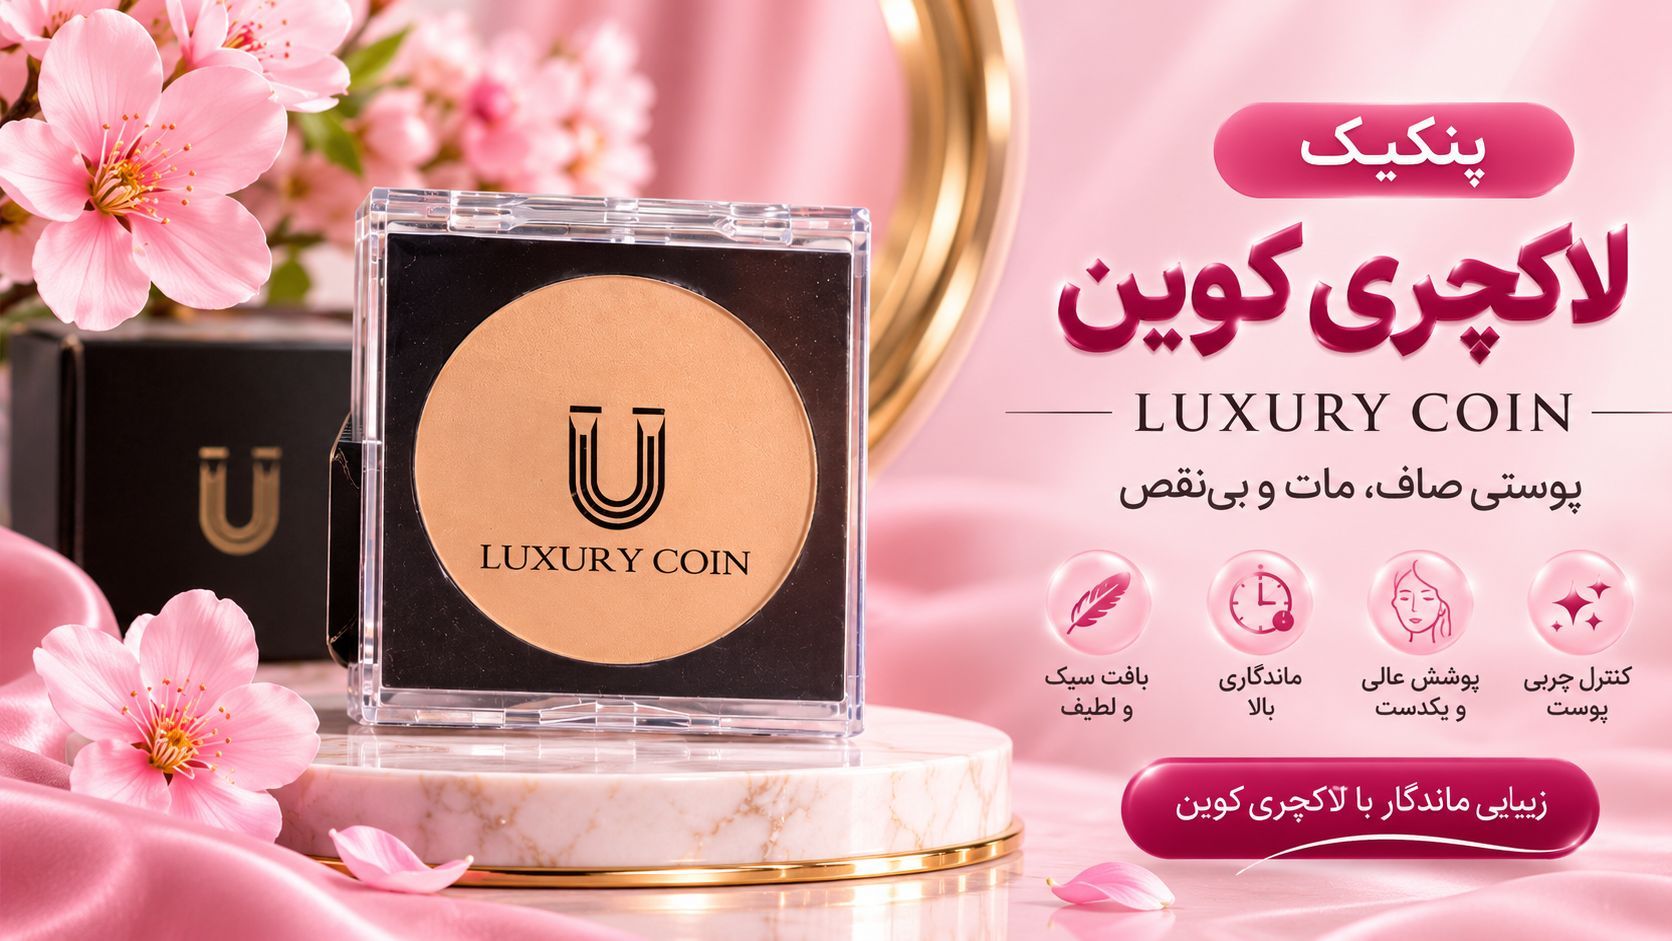 پنکیک
لاکچری کوین
LUXURY COIN
پوستی صاف، مات و بی‌نقص
کنترل چربی
پوست
پوشش عالی
و یکدست
ماندگاری
بالا
بافت سبک
و لطیف
زیبایی ماندگار با لاکچری کوین
U
LUXURY COIN
U